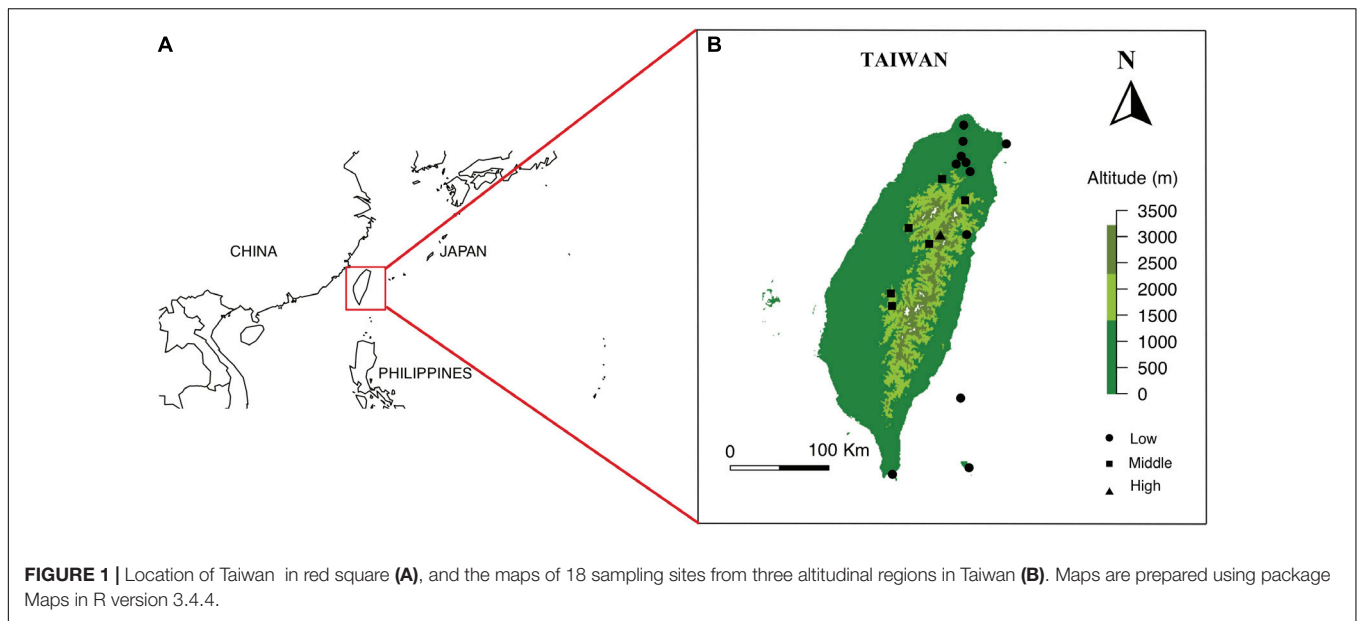 A
CHINA
JAPAN
PHILIPPINES
B
TAIWAN
N
Altitude (m)
3500
3000
2500
2000
1500
1000
500
0
0 100 Km
Low
Middle
High
FIGURE 1 | Location of Taiwan in red square (A), and the maps of 18 sampling sites from three altitudinal regions in Taiwan (B). Maps are prepared using package
Maps in R version 3.4.4.